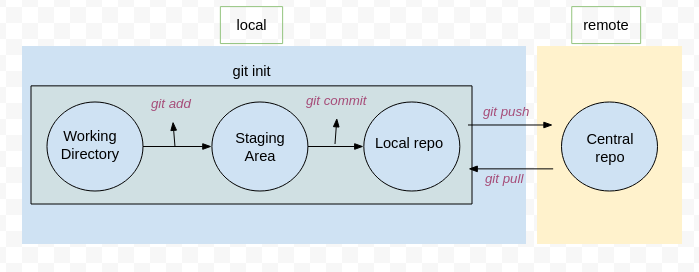 local
remote
git init
git add
git commit
git push
Working
Directory
Staging
Area
Local repo
Central
repo
git pull